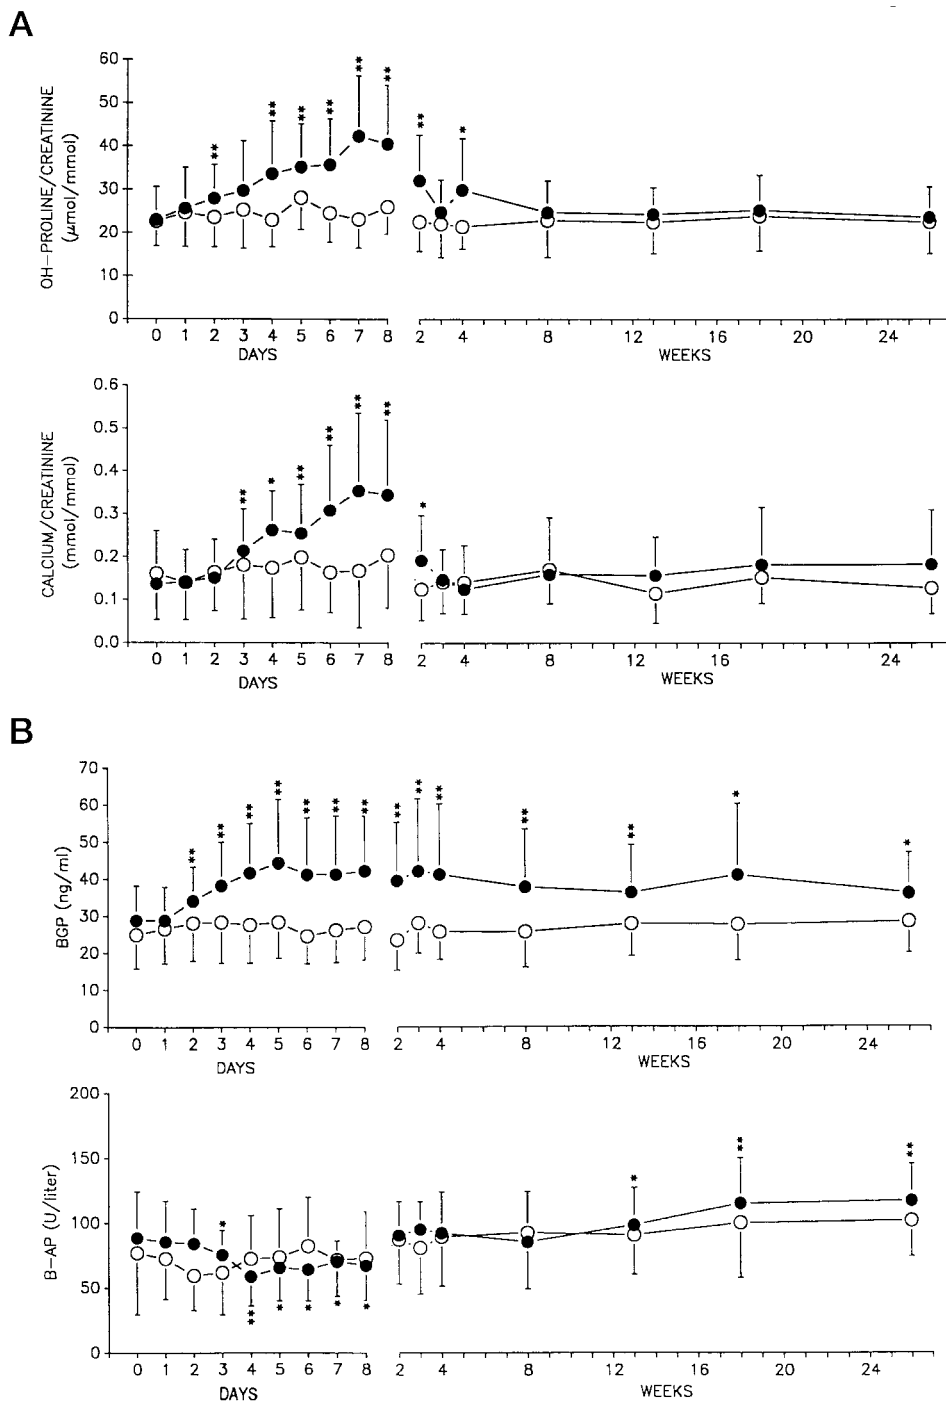 A
OH-PROLINE/CREATININE
(μmol/mmol)
60
50
40
30
20
10
0
** ** ** ** ** ** ** ** *
0 1 2 3 4 5 6 7 8 2 4 8 12 16 20 24
DAYS WEEKS
CALCIUM/CREATININE
(mmol/mmol)
0.6
0.5
0.4
0.3
0.2
0.1
0.0
** * ** ** ** ** *
0 1 2 3 4 5 6 7 8 2 4 8 12 16 20 24
DAYS WEEKS
B
BGP (ng/ml)
70
60
50
40
30
20
10
0
** ** ** ** ** ** ** ** ** ** ** ** * *
0 1 2 3 4 5 6 7 8 2 4 8 12 16 20 24
DAYS WEEKS
B-AP (U/liter)
200
150
100
50
0
* ** * * * * * ** **
0 1 2 3 4 5 6 7 8 2 4 8 12 16 20 24
DAYS WEEKS